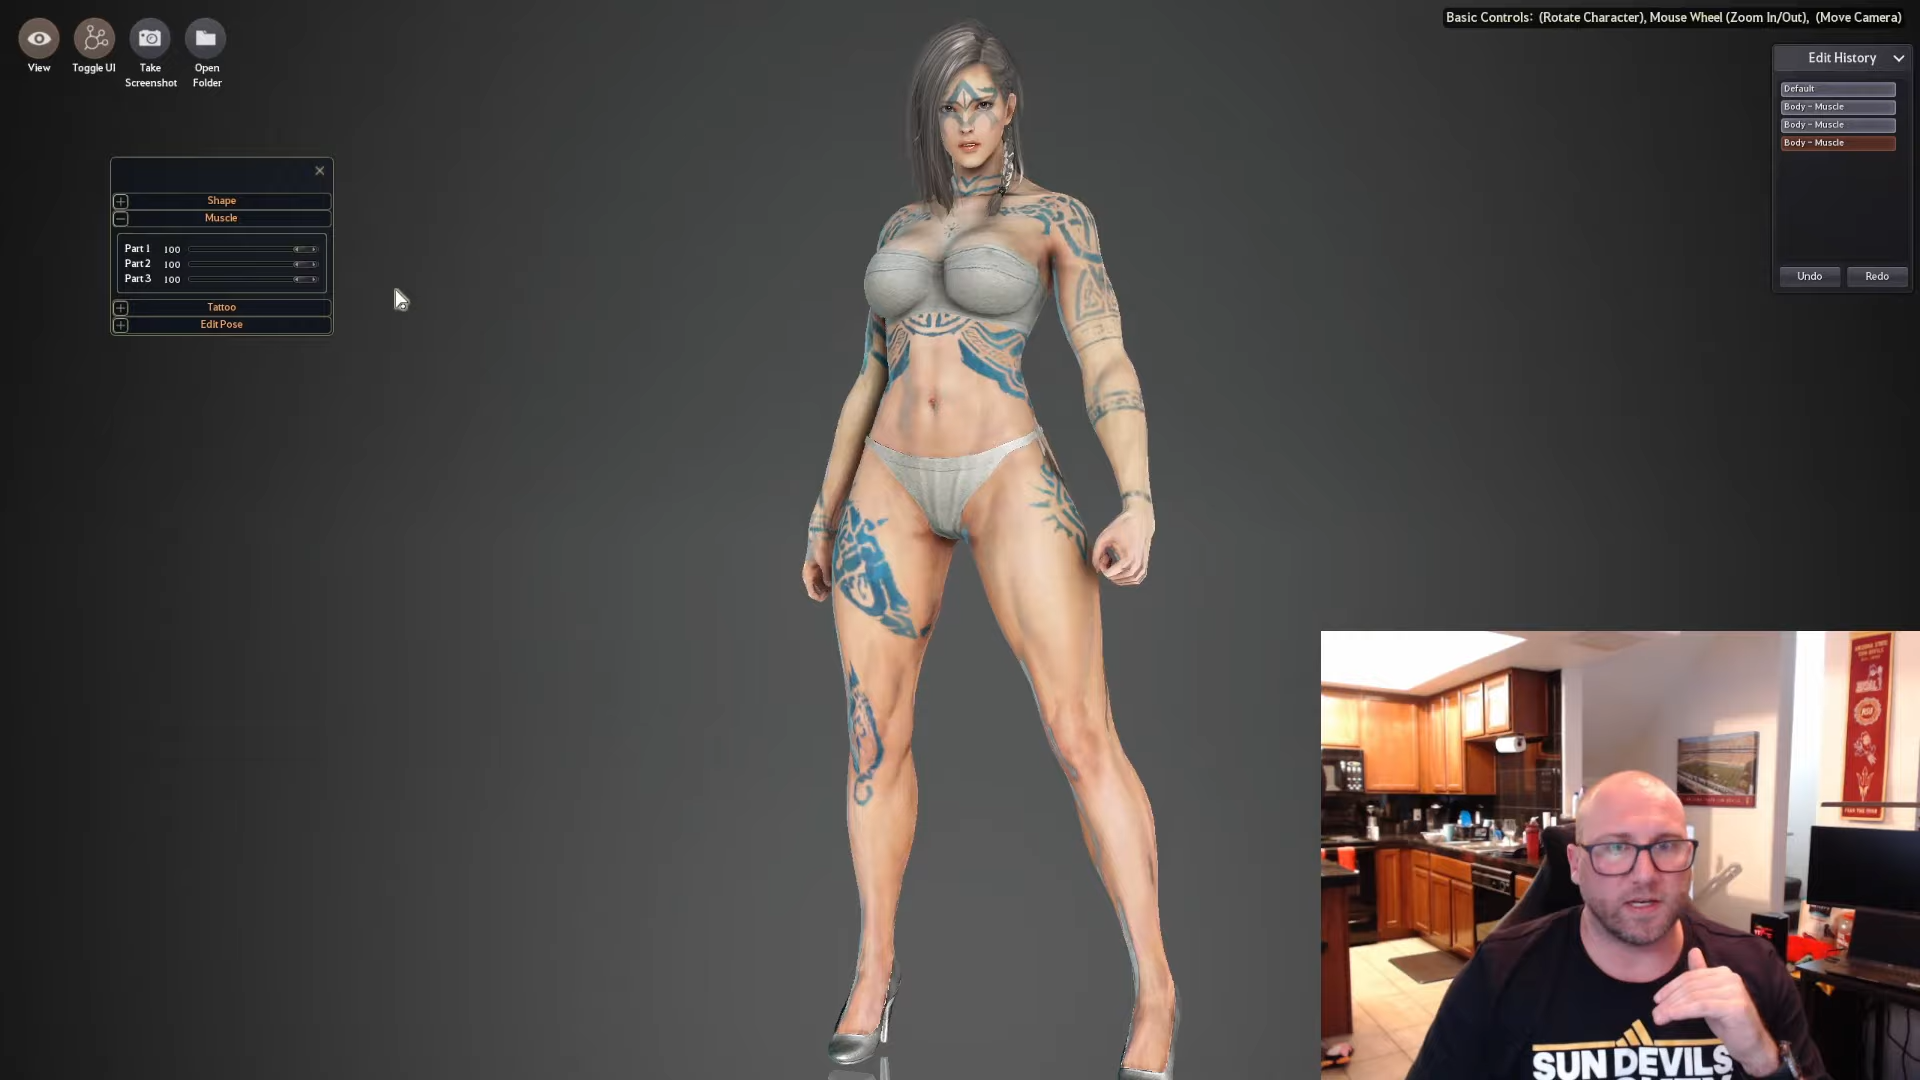 Basic Controls: (Rotate Character), Mouse Wheel (Zoom In/Out), (Move Camera)
View
Toggle UI
Take
Screenshot
Open
Folder
Edit History
Default
Body - Muscle
Body - Muscle
Body - Muscle
Undo
Redo
Shape
Muscle
Part 1 100
Part 2 100
Part 3 100
Tattoo
Edit Pose
SUN DEVILS